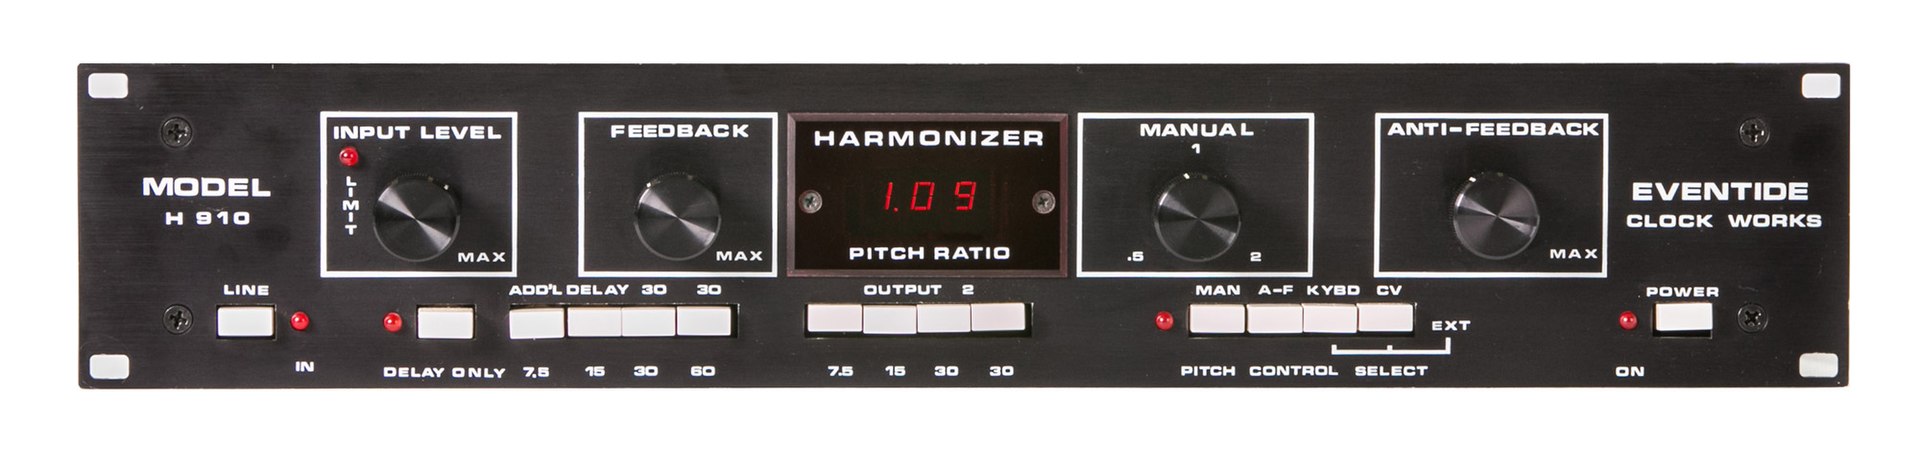 MODEL
H 910
INPUT LEVEL
LIMIT
MAX
FEEDBACK
MAX
HARMONIZER
1.09
PITCH RATIO
MANUAL
1
.5 2
ANTI-FEEDBACK
MAX
EVENTIDE
CLOCK WORKS
LINE
IN
ADD'L DELAY 30 30
DELAY ONLY 7.5 15 30 60
OUTPUT 2
7.5 15 30 30
MAN A-F KYBD CV
EXT
PITCH CONTROL SELECT
POWER
ON